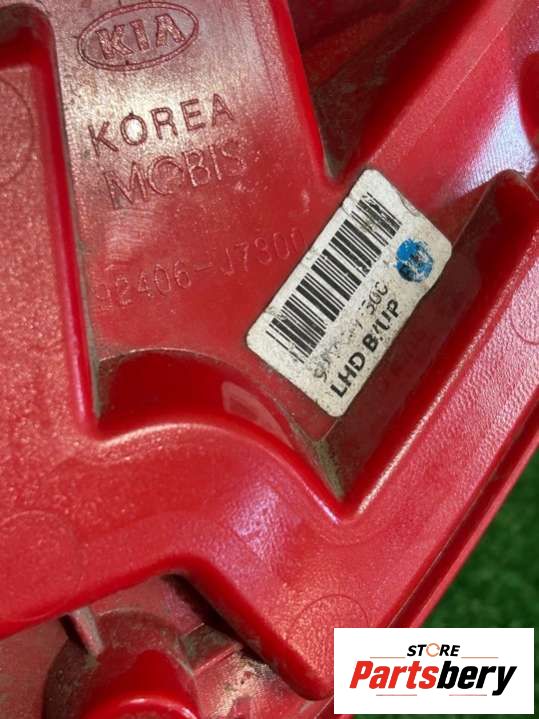 KIA
KOREA
MOBIS
92406-J7300
LHD B/UP
STORE
Partsbery